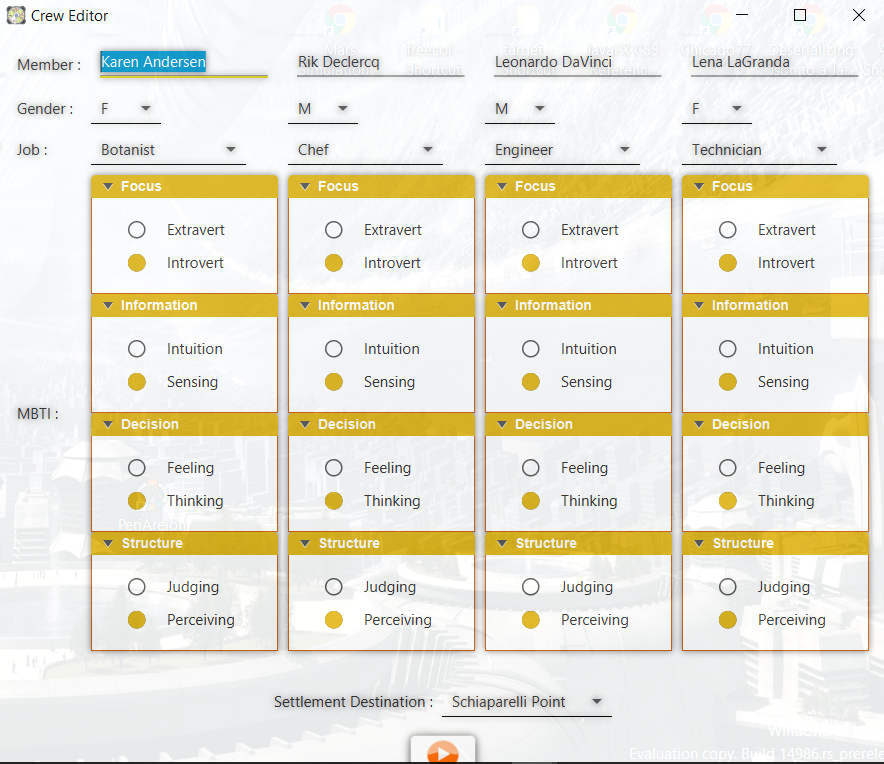 Crew Editor
Member : Karen Andersen Rik Declercq Leonardo DaVinci Lena LaGranda
Gender : F M M F
Job : Botanist Chef Engineer Technician
Focus Focus Focus Focus
Extravert Extravert Extravert Extravert
Introvert Introvert Introvert Introvert
Information Information Information Information
Intuition Intuition Intuition Intuition
Sensing Sensing Sensing Sensing
MBTI :
Decision Decision Decision Decision
Feeling Feeling Feeling Feeling
Thinking Thinking Thinking Thinking
Structure Structure Structure Structure
Judging Judging Judging Judging
Perceiving Perceiving Perceiving Perceiving
Settlement Destination : Schiaparelli Point
Evaluation copy. Build 14986.rs_prerele